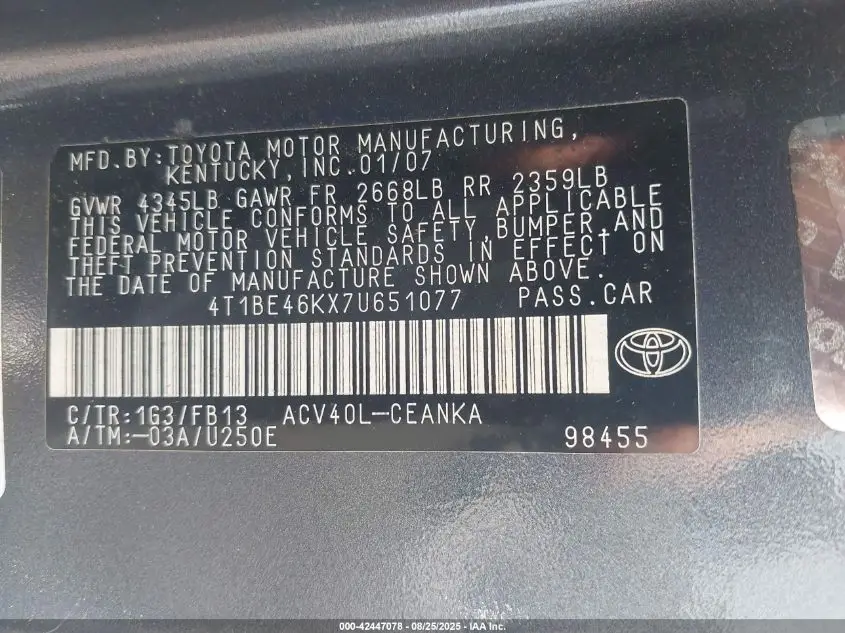 MFD.BY:TOYOTA MOTOR MANUFACTURING,
KENTUCKY,INC.01/07
GVWR 4345LB GAWR FR 2668LB RR 2359LB
THIS VEHICLE CONFORMS TO ALL APPLICABLE
FEDERAL MOTOR VEHICLE SAFETY,BUMPER,AND
THEFT PREVENTION STANDARDS IN EFFECT ON
THE DATE OF MANUFACTURE SHOWN ABOVE.
4T1BE46KX7U651077 PASS.CAR
C/TR:1G3/FB13 ACV40L-CEANKA
A/TM:-03A/U250E 98455
000-42447078 - 08/25/2025 - IAA Inc.